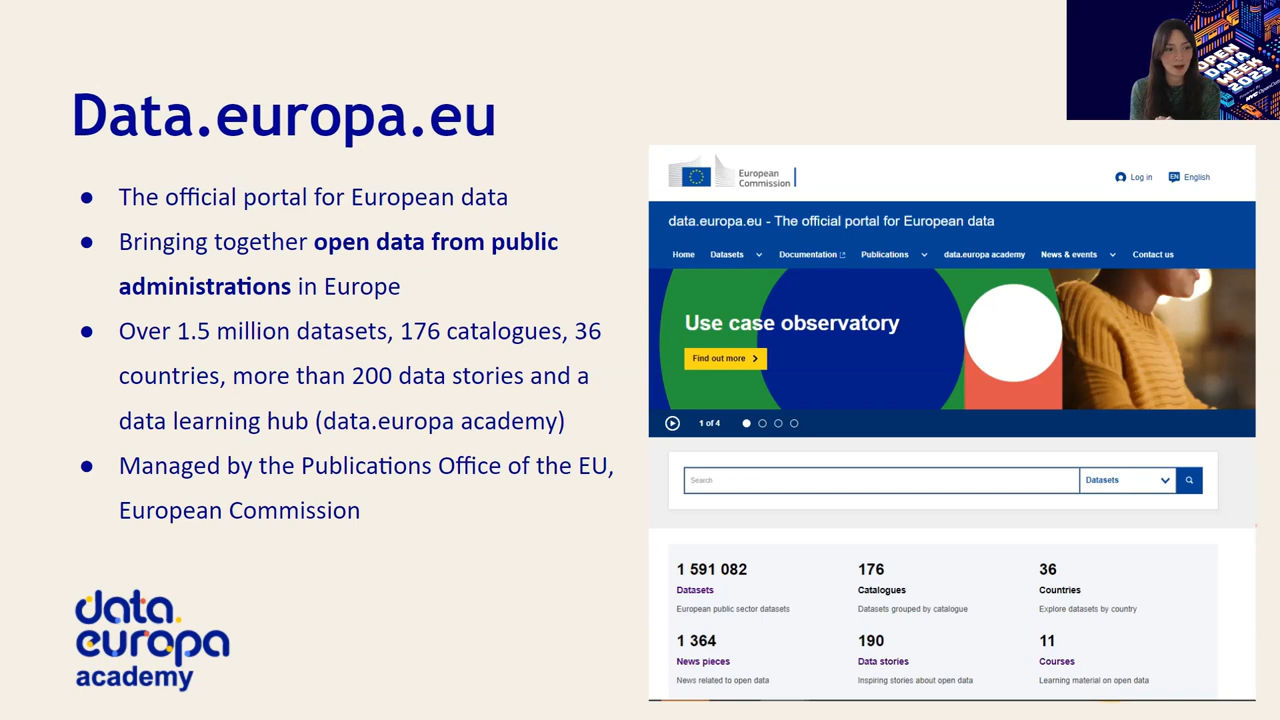 Data.europa.eu
● The official portal for European data
● Bringing together open data from public
administrations in Europe
● Over 1.5 million datasets, 176 catalogues, 36
countries, more than 200 data stories and a
data learning hub (data.europa academy)
● Managed by the Publications Office of the EU,
European Commission
data.
europa
academy
OPEN
DATA
WEEK
2023
European
Commission
Log in
EN English
data.europa.eu - The official portal for European data
Home Datasets Documentation Publications data.europa academy News & events Contact us
Use case observatory
Find out more
1 of 4
Search
Datasets
1 591 082 176 36
Datasets Catalogues Countries
European public sector datasets Datasets grouped by catalogue Explore datasets by country
1 364 190 11
News pieces Data stories Courses
News related to open data Inspiring stories about open data Learning material on open data